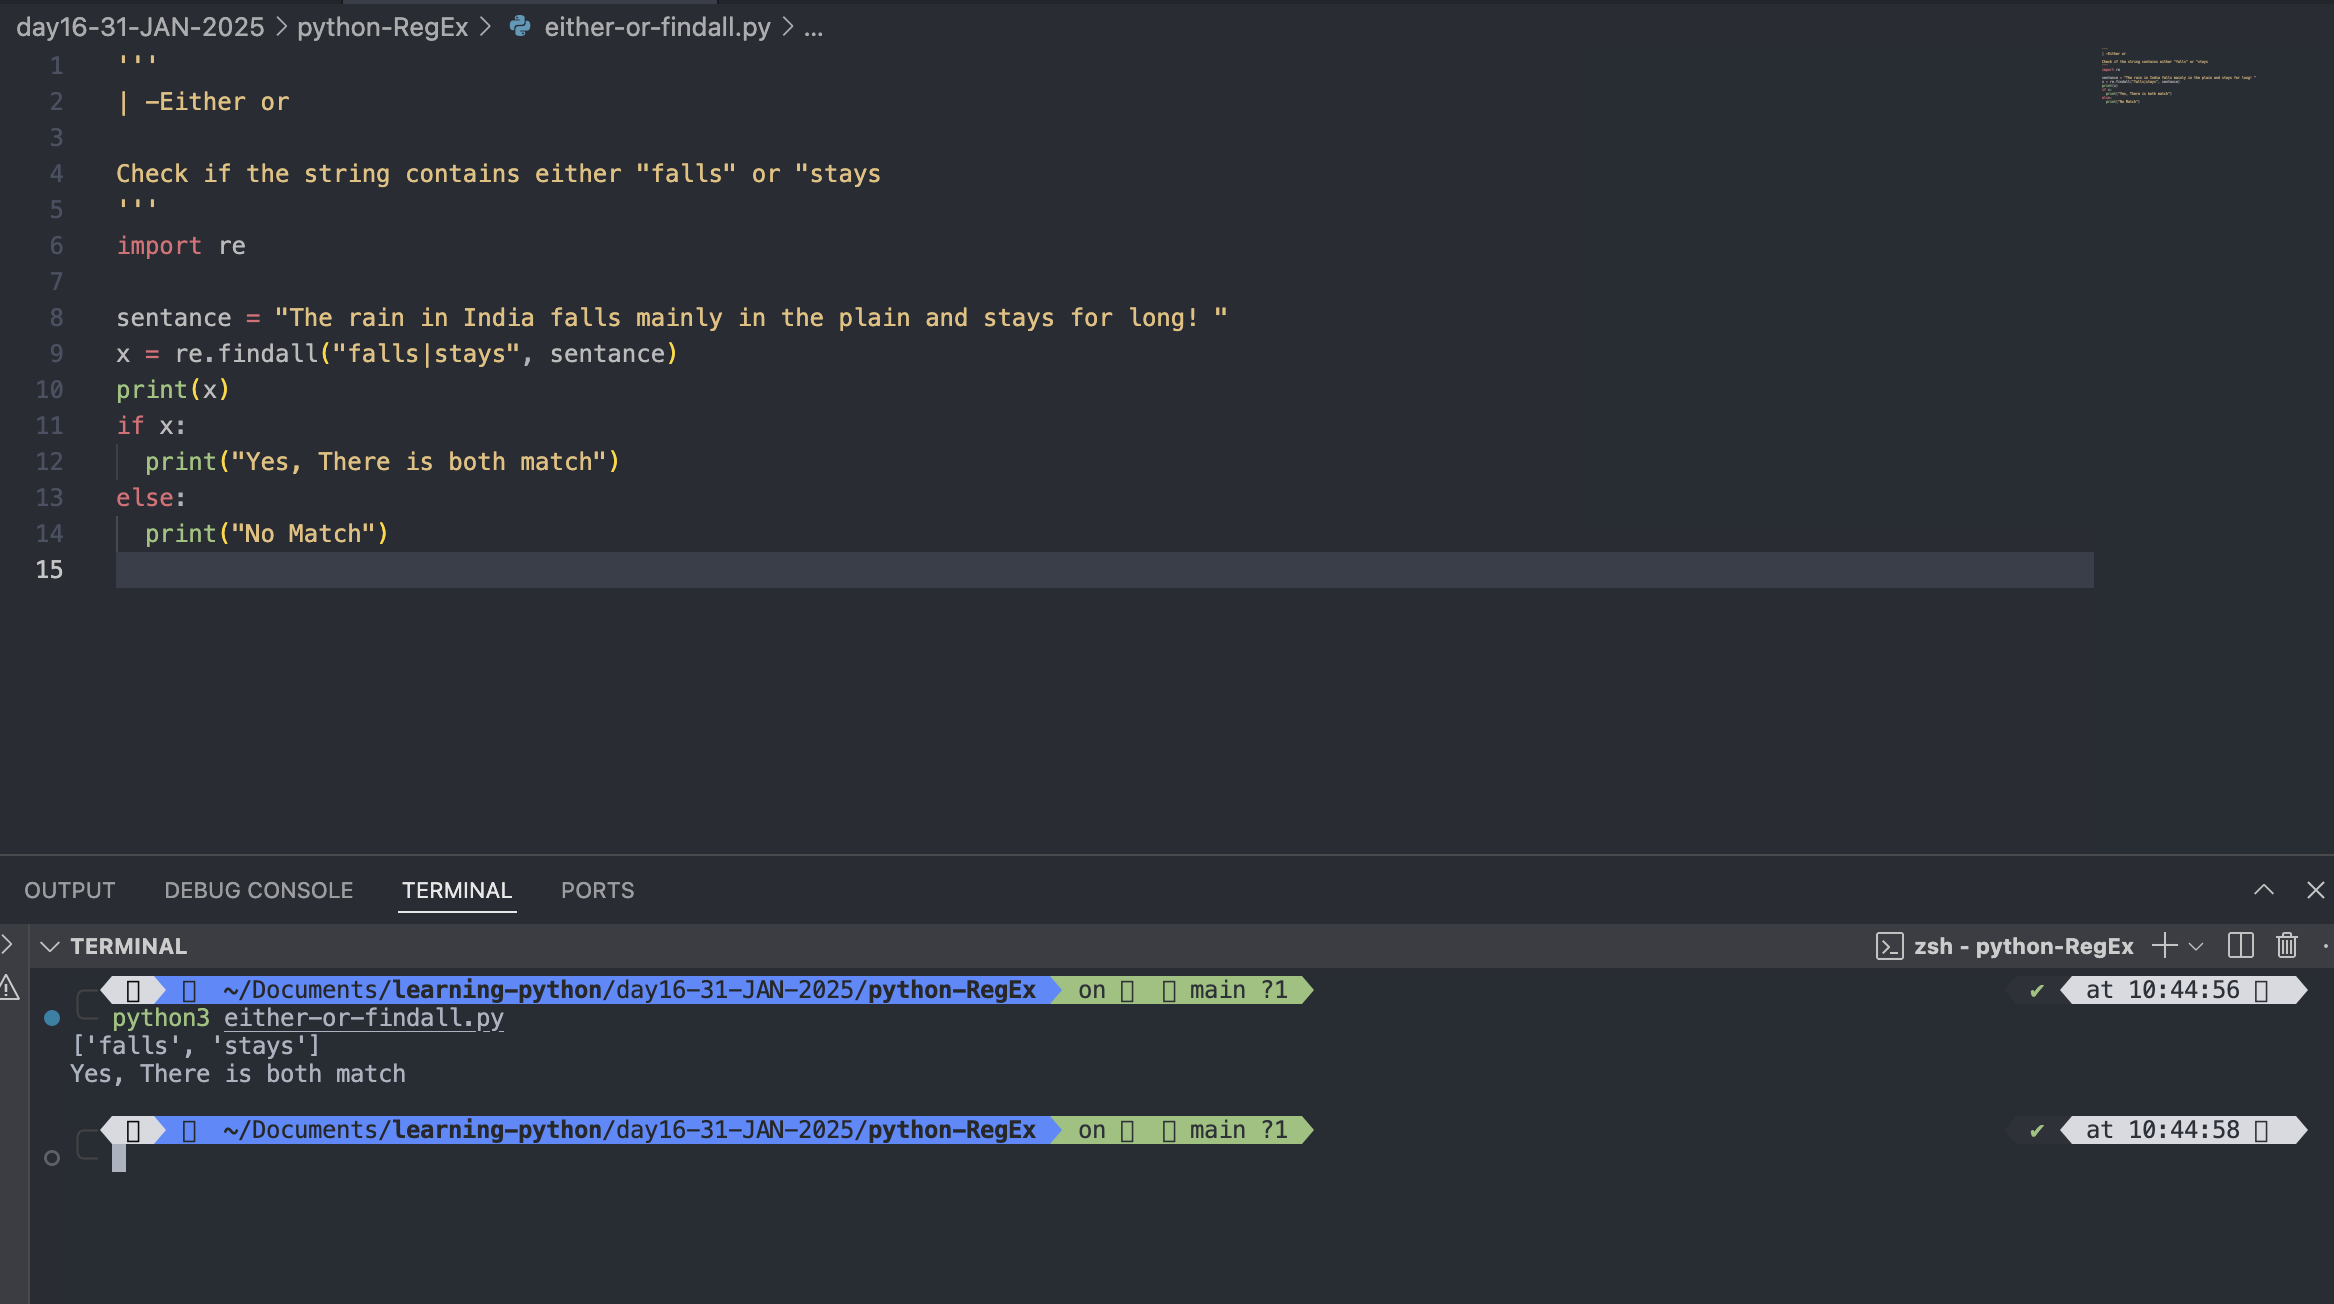 day16-31-JAN-2025 > python-RegEx > either-or-findall.py > ...
1 '''
2 | -Either or
3
4 Check if the string contains either "falls" or "stays
5 '''
6 import re
7
8 sentance = "The rain in India falls mainly in the plain and stays for long! "
9 x = re.findall("falls|stays", sentance)
10 print(x)
11 if x:
12   print("Yes, There is both match")
13 else:
14   print("No Match")
15
OUTPUT DEBUG CONSOLE TERMINAL PORTS
TERMINAL zsh - python-RegEx
~/Documents/learning-python/day16-31-JAN-2025/python-RegEx on main ?1 ✔ at 10:44:56
python3 either-or-findall.py
['falls', 'stays']
Yes, There is both match
~/Documents/learning-python/day16-31-JAN-2025/python-RegEx on main ?1 ✔ at 10:44:58